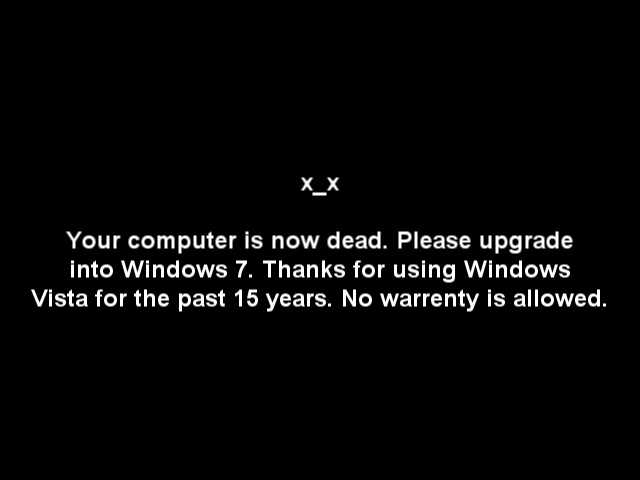 x_x
Your computer is now dead. Please upgrade
into Windows 7. Thanks for using Windows
Vista for the past 15 years. No warrenty is allowed.